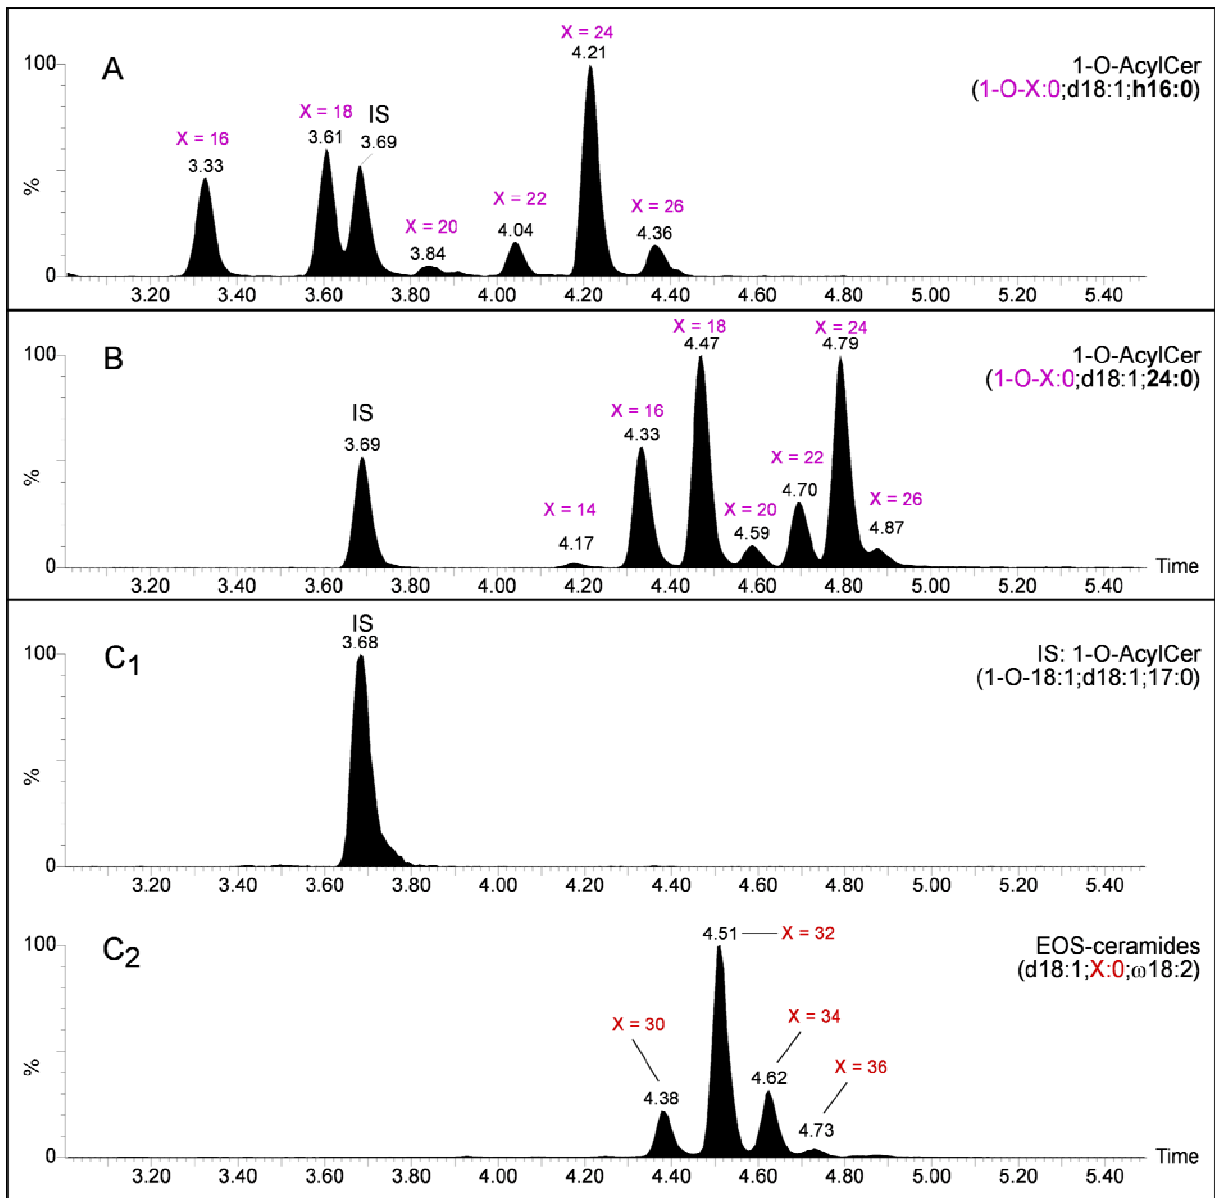 A
1-O-AcylCer
(1-O-X:0;d18:1;h16:0)
100
%
0
X = 16
3.33
X = 18
3.61
IS
3.69
X = 20
3.84
X = 22
4.04
X = 24
4.21
X = 26
4.36
3.20 3.40 3.60 3.80 4.00 4.20 4.40 4.60 4.80 5.00 5.20 5.40
B
1-O-AcylCer
(1-O-X:0;d18:1;24:0)
100
%
0
IS
3.69
X = 14
4.17
X = 16
4.33
X = 18
4.47
X = 20
4.59
X = 22
4.70
X = 24
4.79
X = 26
4.87
Time
3.20 3.40 3.60 3.80 4.00 4.20 4.40 4.60 4.80 5.00 5.20 5.40
C1
IS: 1-O-AcylCer
(1-O-18:1;d18:1;17:0)
100
%
0
IS
3.68
3.20 3.40 3.60 3.80 4.00 4.20 4.40 4.60 4.80 5.00 5.20 5.40
C2
EOS-ceramides
(d18:1;X:0;ω18:2)
100
%
0
X = 30
4.38
4.51 X = 32
X = 34
4.62
X = 36
4.73
Time
3.20 3.40 3.60 3.80 4.00 4.20 4.40 4.60 4.80 5.00 5.20 5.40